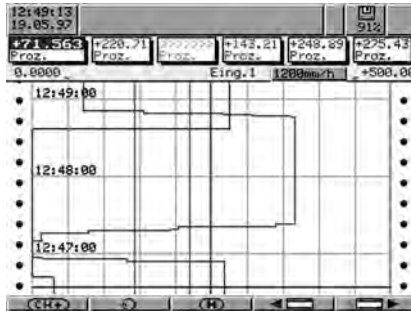 12:49:13
19.05.97
91%
+71.563 +220.71 >>>>>>> +143.21 +248.89 +275.43
Proz. Proz. Proz. Proz. Proz. Proz.
0.0000 Eing.1 1200mm/h +500.00
12:49:00
12:48:00
12:47:00
(CH+) (M)